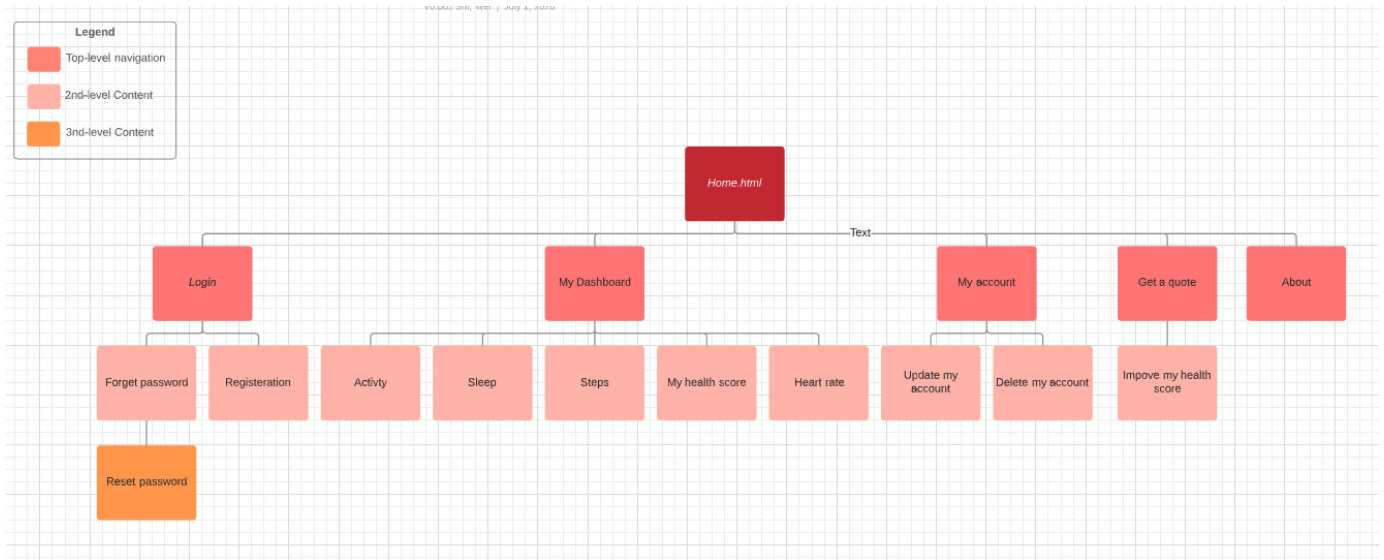 Legend
Top-level navigation
2nd-level Content
3nd-level Content
Home.html
Text
Login
My Dashboard
My account
Get a quote
About
Forget password
Registeration
Activty
Sleep
Steps
My health score
Heart rate
Update my
account
Delete my account
Impove my health
score
Reset password